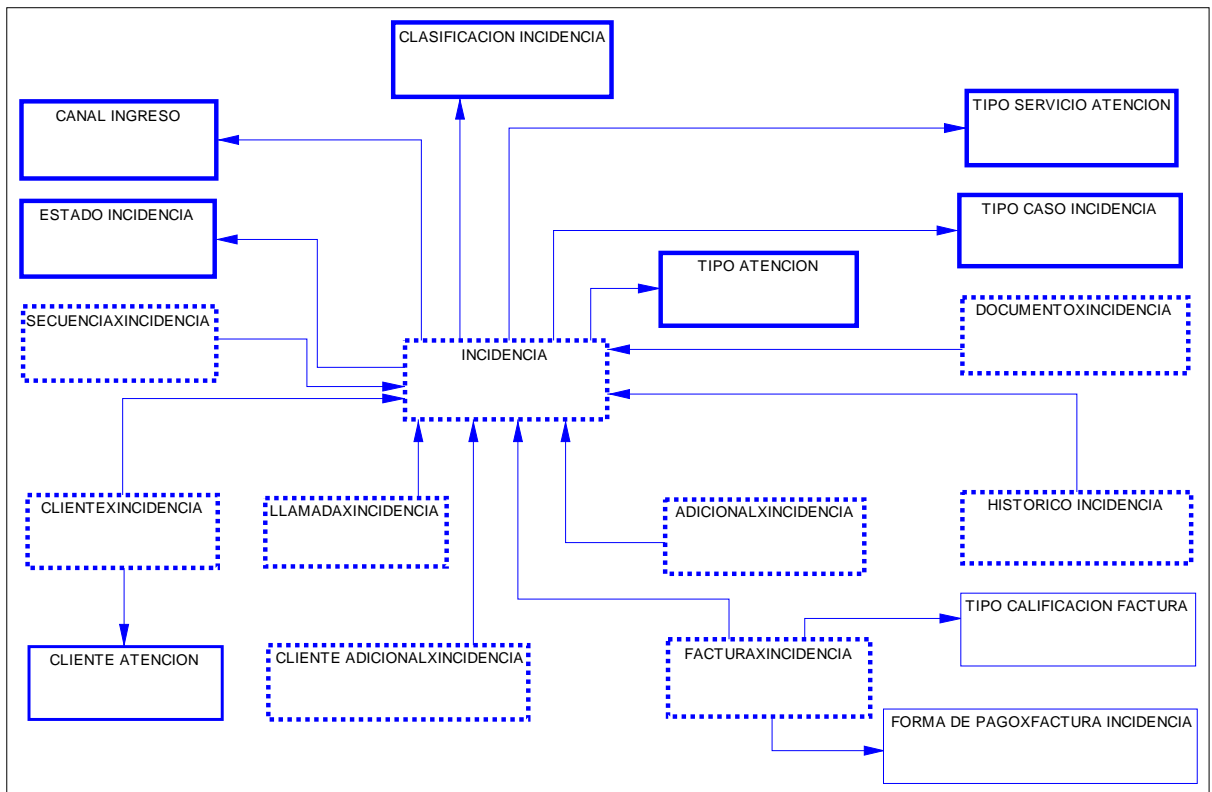 CLASIFICACION INCIDENCIA
CANAL INGRESO
TIPO SERVICIO ATENCION
ESTADO INCIDENCIA
TIPO CASO INCIDENCIA
TIPO ATENCION
SECUENCIAXINCIDENCIA
DOCUMENTOXINCIDENCIA
INCIDENCIA
CLIENTEXINCIDENCIA
LLAMADAXINCIDENCIA
ADICIONALXINCIDENCIA
HISTORICO INCIDENCIA
TIPO CALIFICACION FACTURA
CLIENTE ATENCION
CLIENTE ADICIONALXINCIDENCIA
FACTURAXINCIDENCIA
FORMA DE PAGOXFACTURA INCIDENCIA